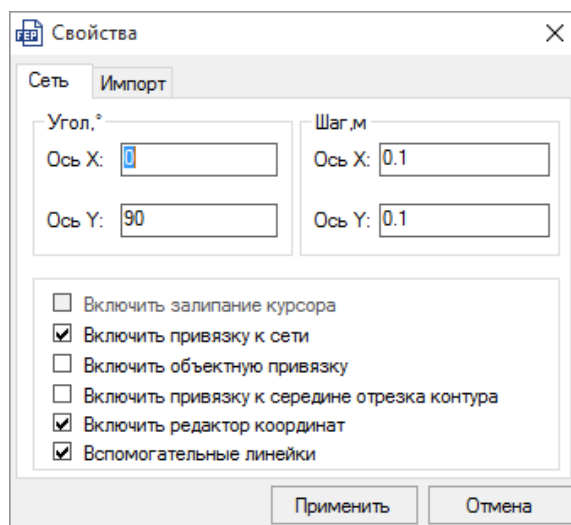 FEP Свойства
Сеть Импорт
Угол,° Шаг,м
Ось X: 0 Ось X: 0.1
Ось Y: 90 Ось Y: 0.1
Включить залипание курсора
Включить привязку к сети
Включить объектную привязку
Включить привязку к середине отрезка контура
Включить редактор координат
Вспомогательные линейки
Применить Отмена